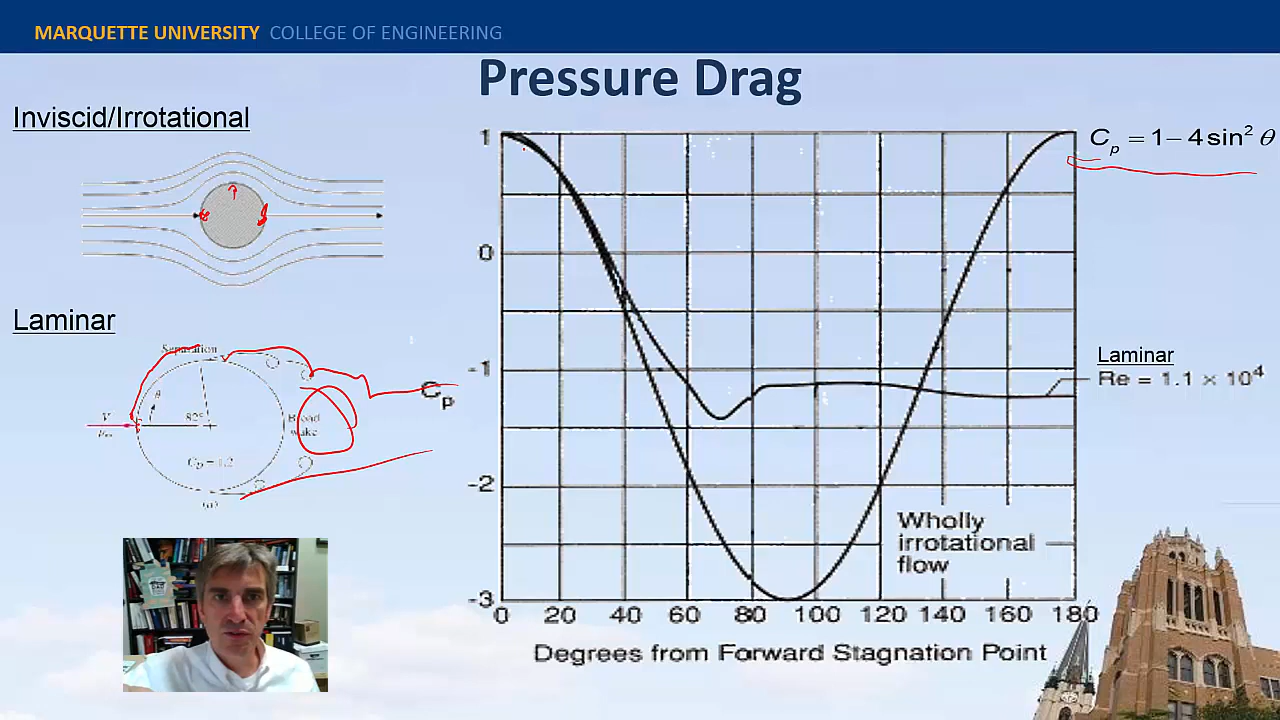 MARQUETTE UNIVERSITY COLLEGE OF ENGINEERING
Pressure Drag
Inviscid/Irrotational
C_p = 1 − 4 sin² θ
1
0
-1
-2
-3
C_p
0 20 40 60 80 100 120 140 160 180
Degrees from Forward Stagnation Point
Laminar
Re = 1.1 × 10⁴
Wholly
irrotational
flow
Laminar
Separation
θ
V
82°
Broad
wake
C_D = 1.2
(a)